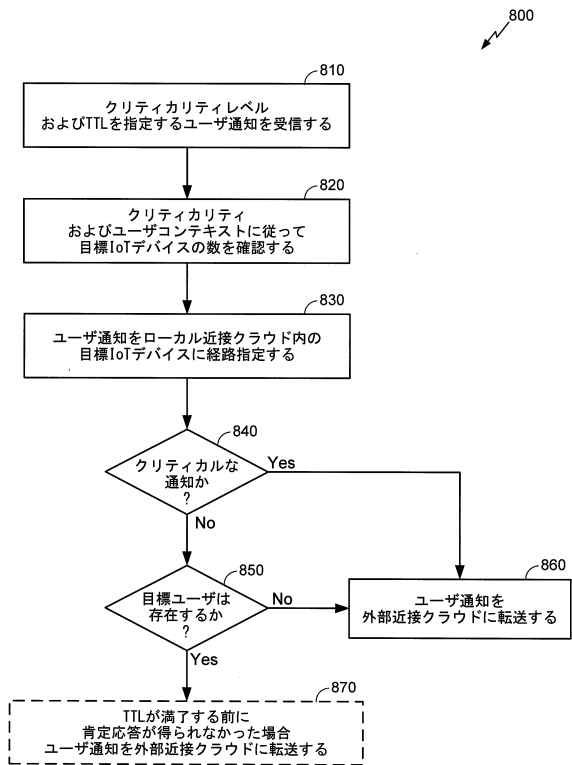 800
810
クリティカリティレベル
およびTTLを指定するユーザ通知を受信する
820
クリティカリティ
およびユーザコンテキストに従って
目標IoTデバイスの数を確認する
830
ユーザ通知をローカル近接クラウド内の
目標IoTデバイスに経路指定する
840
クリティカルな
通知か
?
Yes
No
850
目標ユーザは
存在するか
?
No
Yes
860
ユーザ通知を
外部近接クラウドに転送する
870
TTLが満了する前に
肯定応答が得られなかった場合
ユーザ通知を外部近接クラウドに転送する